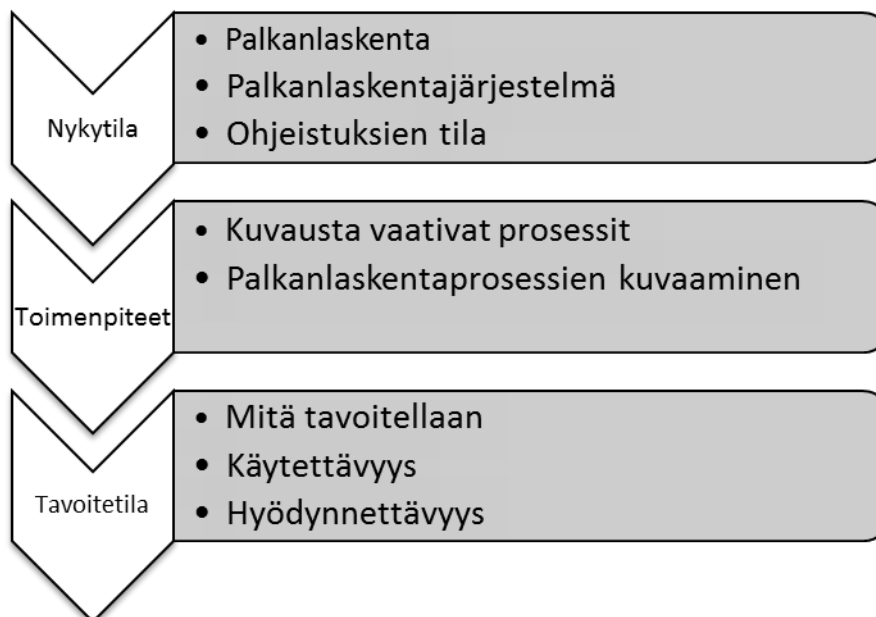 Nykytila
• Palkanlaskenta
• Palkanlaskentajärjestelmä
• Ohjeistuksien tila
Toimenpiteet
• Kuvausta vaativat prosessit
• Palkanlaskentaprosessien kuvaaminen
Tavoitetila
• Mitä tavoitellaan
• Käytettävyys
• Hyödynnettävyys